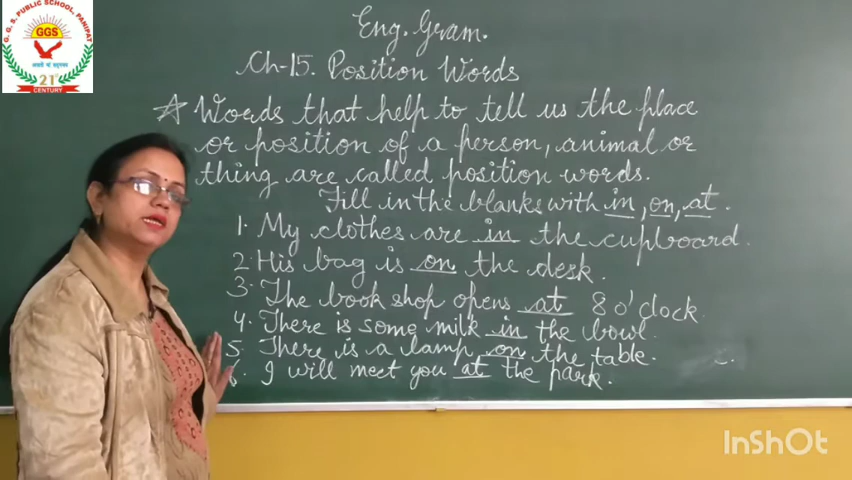 G. G. S. PUBLIC SCHOOL, PANIPAT
GGS
21st
CENTURY
Eng. Gram.
Ch-15. Position Words
☆ Words that help to tell us the place
or position of a person, animal or
thing are called position words.
Fill in the blanks with in, on, at.
1. My clothes are in the cupboard.
2. His bag is on the desk.
3. The book shop opens at 8 o'clock.
4. There is some milk in the bowl.
5. There is a lamp on the table.
6. I will meet you at the park.
InShOt